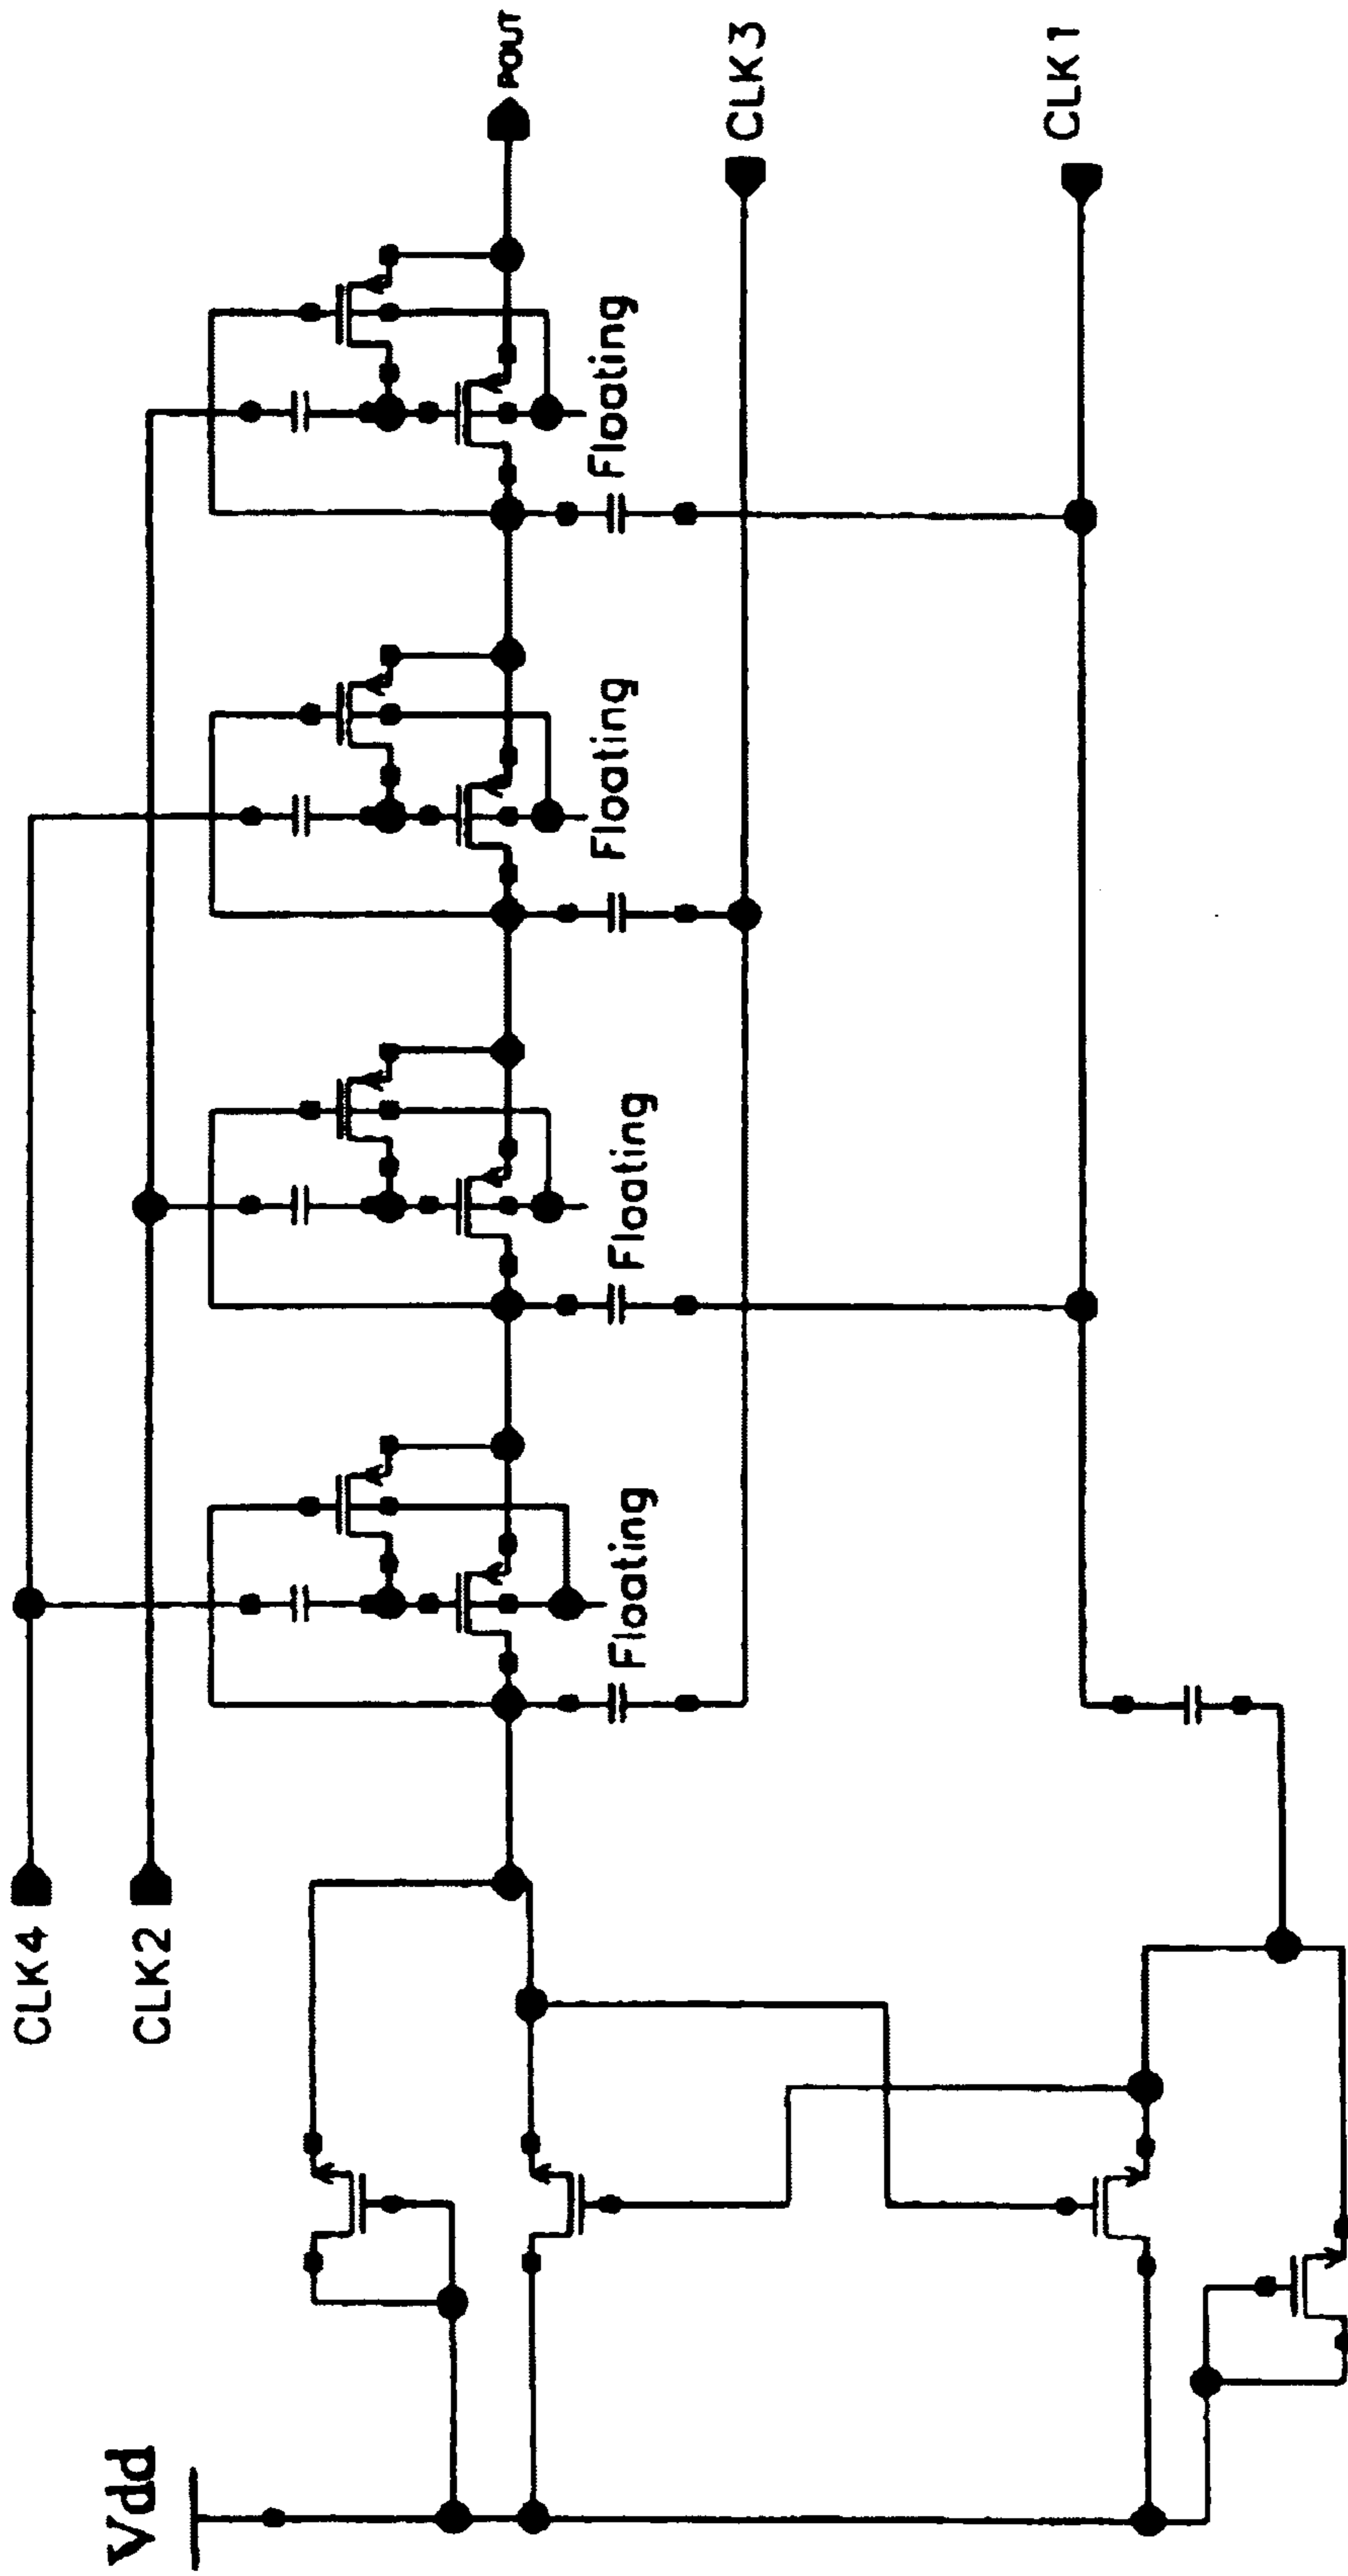 CLK4
CLK2
POUT
Floating
Floating
Floating
Floating
CLK3
CLK1
Vdd